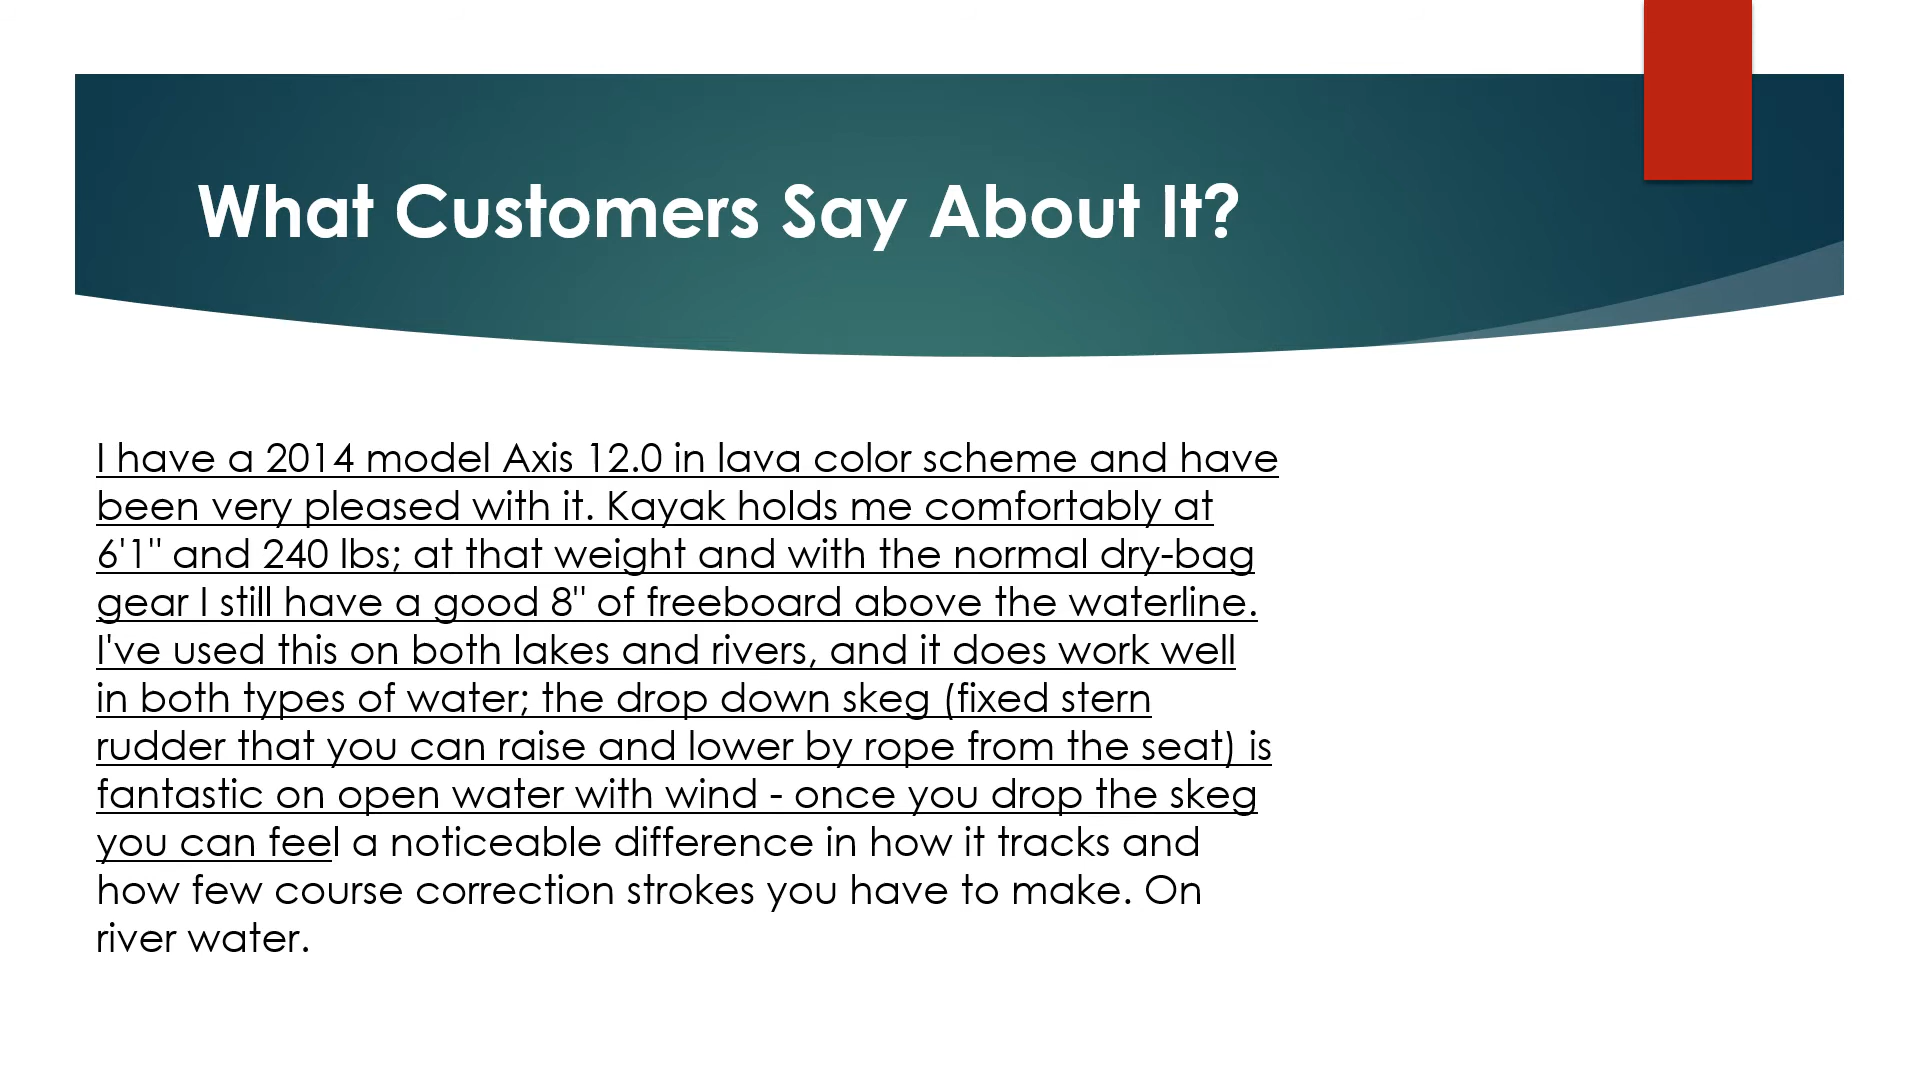 What Customers Say About It?
I have a 2014 model Axis 12.0 in lava color scheme and have
been very pleased with it. Kayak holds me comfortably at
6'1" and 240 lbs; at that weight and with the normal dry-bag
gear I still have a good 8" of freeboard above the waterline.
I've used this on both lakes and rivers, and it does work well
in both types of water; the drop down skeg (fixed stern
rudder that you can raise and lower by rope from the seat) is
fantastic on open water with wind - once you drop the skeg
you can feel a noticeable difference in how it tracks and
how few course correction strokes you have to make. On
river water.